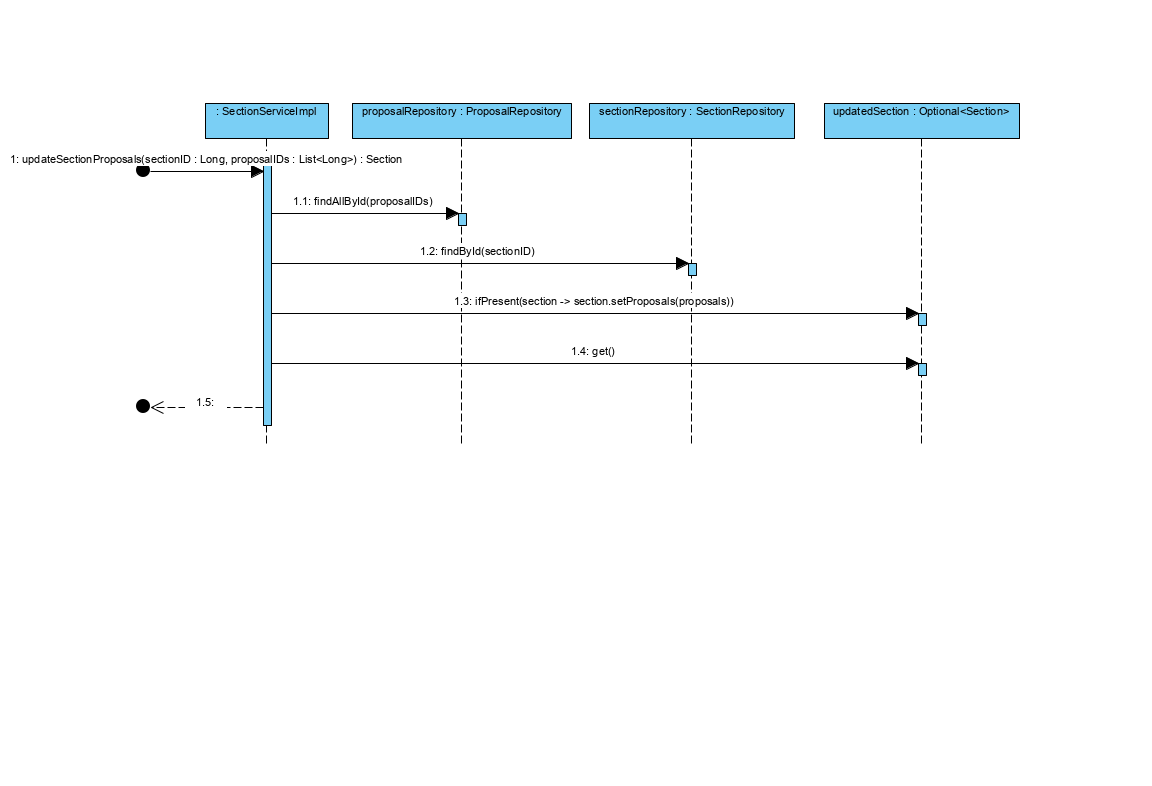 : SectionServiceImpl
proposalRepository : ProposalRepository
sectionRepository : SectionRepository
updatedSection : Optional<Section>
1: updateSectionProposals(sectionID : Long, proposalIDs : List<Long>) : Section
1.1: findAllById(proposalIDs)
1.2: findById(sectionID)
1.3: ifPresent(section -> section.setProposals(proposals))
1.4: get()
1.5: